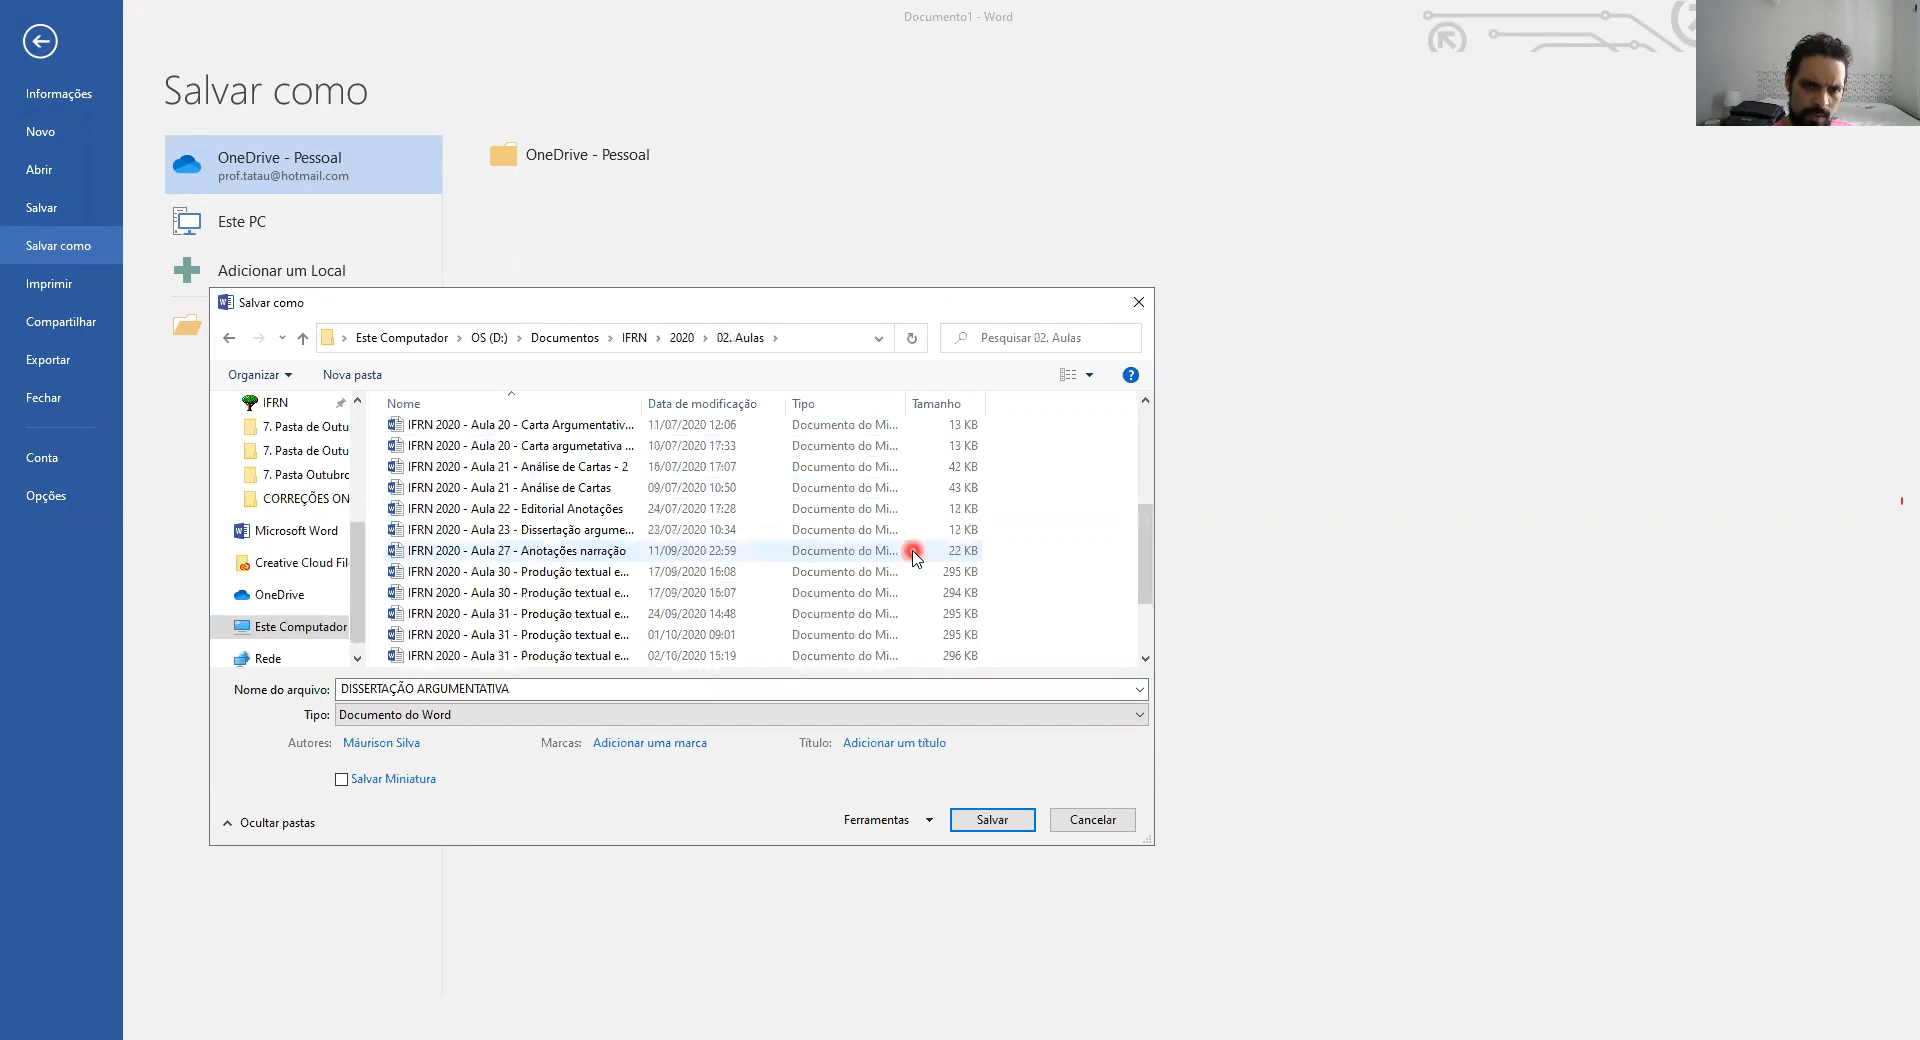 Documento1 - Word
Informações
Novo
Abrir
Salvar
Salvar como
Imprimir
Compartilhar
Exportar
Fechar
Conta
Opções
Salvar como
OneDrive - Pessoal
prof.tatau@hotmail.com
Este PC
Adicionar um Local
OneDrive - Pessoal
Salvar como
Este Computador > OS (D:) > Documentos > IFRN > 2020 > 02. Aulas >
Pesquisar 02. Aulas
Organizar Nova pasta
IFRN
7. Pasta de Outu
7. Pasta de Outu
7. Pasta Outubro
CORREÇÕES ON
Microsoft Word
Creative Cloud Fil
OneDrive
Este Computador
Rede
Nome Data de modificação Tipo Tamanho
IFRN 2020 - Aula 20 - Carta Argumentativ... 11/07/2020 12:06 Documento do Mi... 13 KB
IFRN 2020 - Aula 20 - Carta argumetativa ... 10/07/2020 17:33 Documento do Mi... 13 KB
IFRN 2020 - Aula 21 - Análise de Cartas - 2 16/07/2020 17:07 Documento do Mi... 42 KB
IFRN 2020 - Aula 21 - Análise de Cartas 09/07/2020 10:50 Documento do Mi... 43 KB
IFRN 2020 - Aula 22 - Editorial Anotações 24/07/2020 17:28 Documento do Mi... 12 KB
IFRN 2020 - Aula 23 - Dissertação argume... 23/07/2020 10:34 Documento do Mi... 12 KB
IFRN 2020 - Aula 27 - Anotações narração 11/09/2020 22:59 Documento do Mi... 22 KB
IFRN 2020 - Aula 30 - Produção textual e... 17/09/2020 16:08 Documento do Mi... 295 KB
IFRN 2020 - Aula 30 - Produção textual e... 17/09/2020 16:07 Documento do Mi... 294 KB
IFRN 2020 - Aula 31 - Produção textual e... 24/09/2020 14:48 Documento do Mi... 295 KB
IFRN 2020 - Aula 31 - Produção textual e... 01/10/2020 09:01 Documento do Mi... 295 KB
IFRN 2020 - Aula 31 - Produção textual e... 02/10/2020 15:19 Documento do Mi... 296 KB
Nome do arquivo: DISSERTAÇÃO ARGUMENTATIVA
Tipo: Documento do Word
Autores: Máurison Silva Marcas: Adicionar uma marca Título: Adicionar um título
Salvar Miniatura
Ocultar pastas Ferramentas Salvar Cancelar